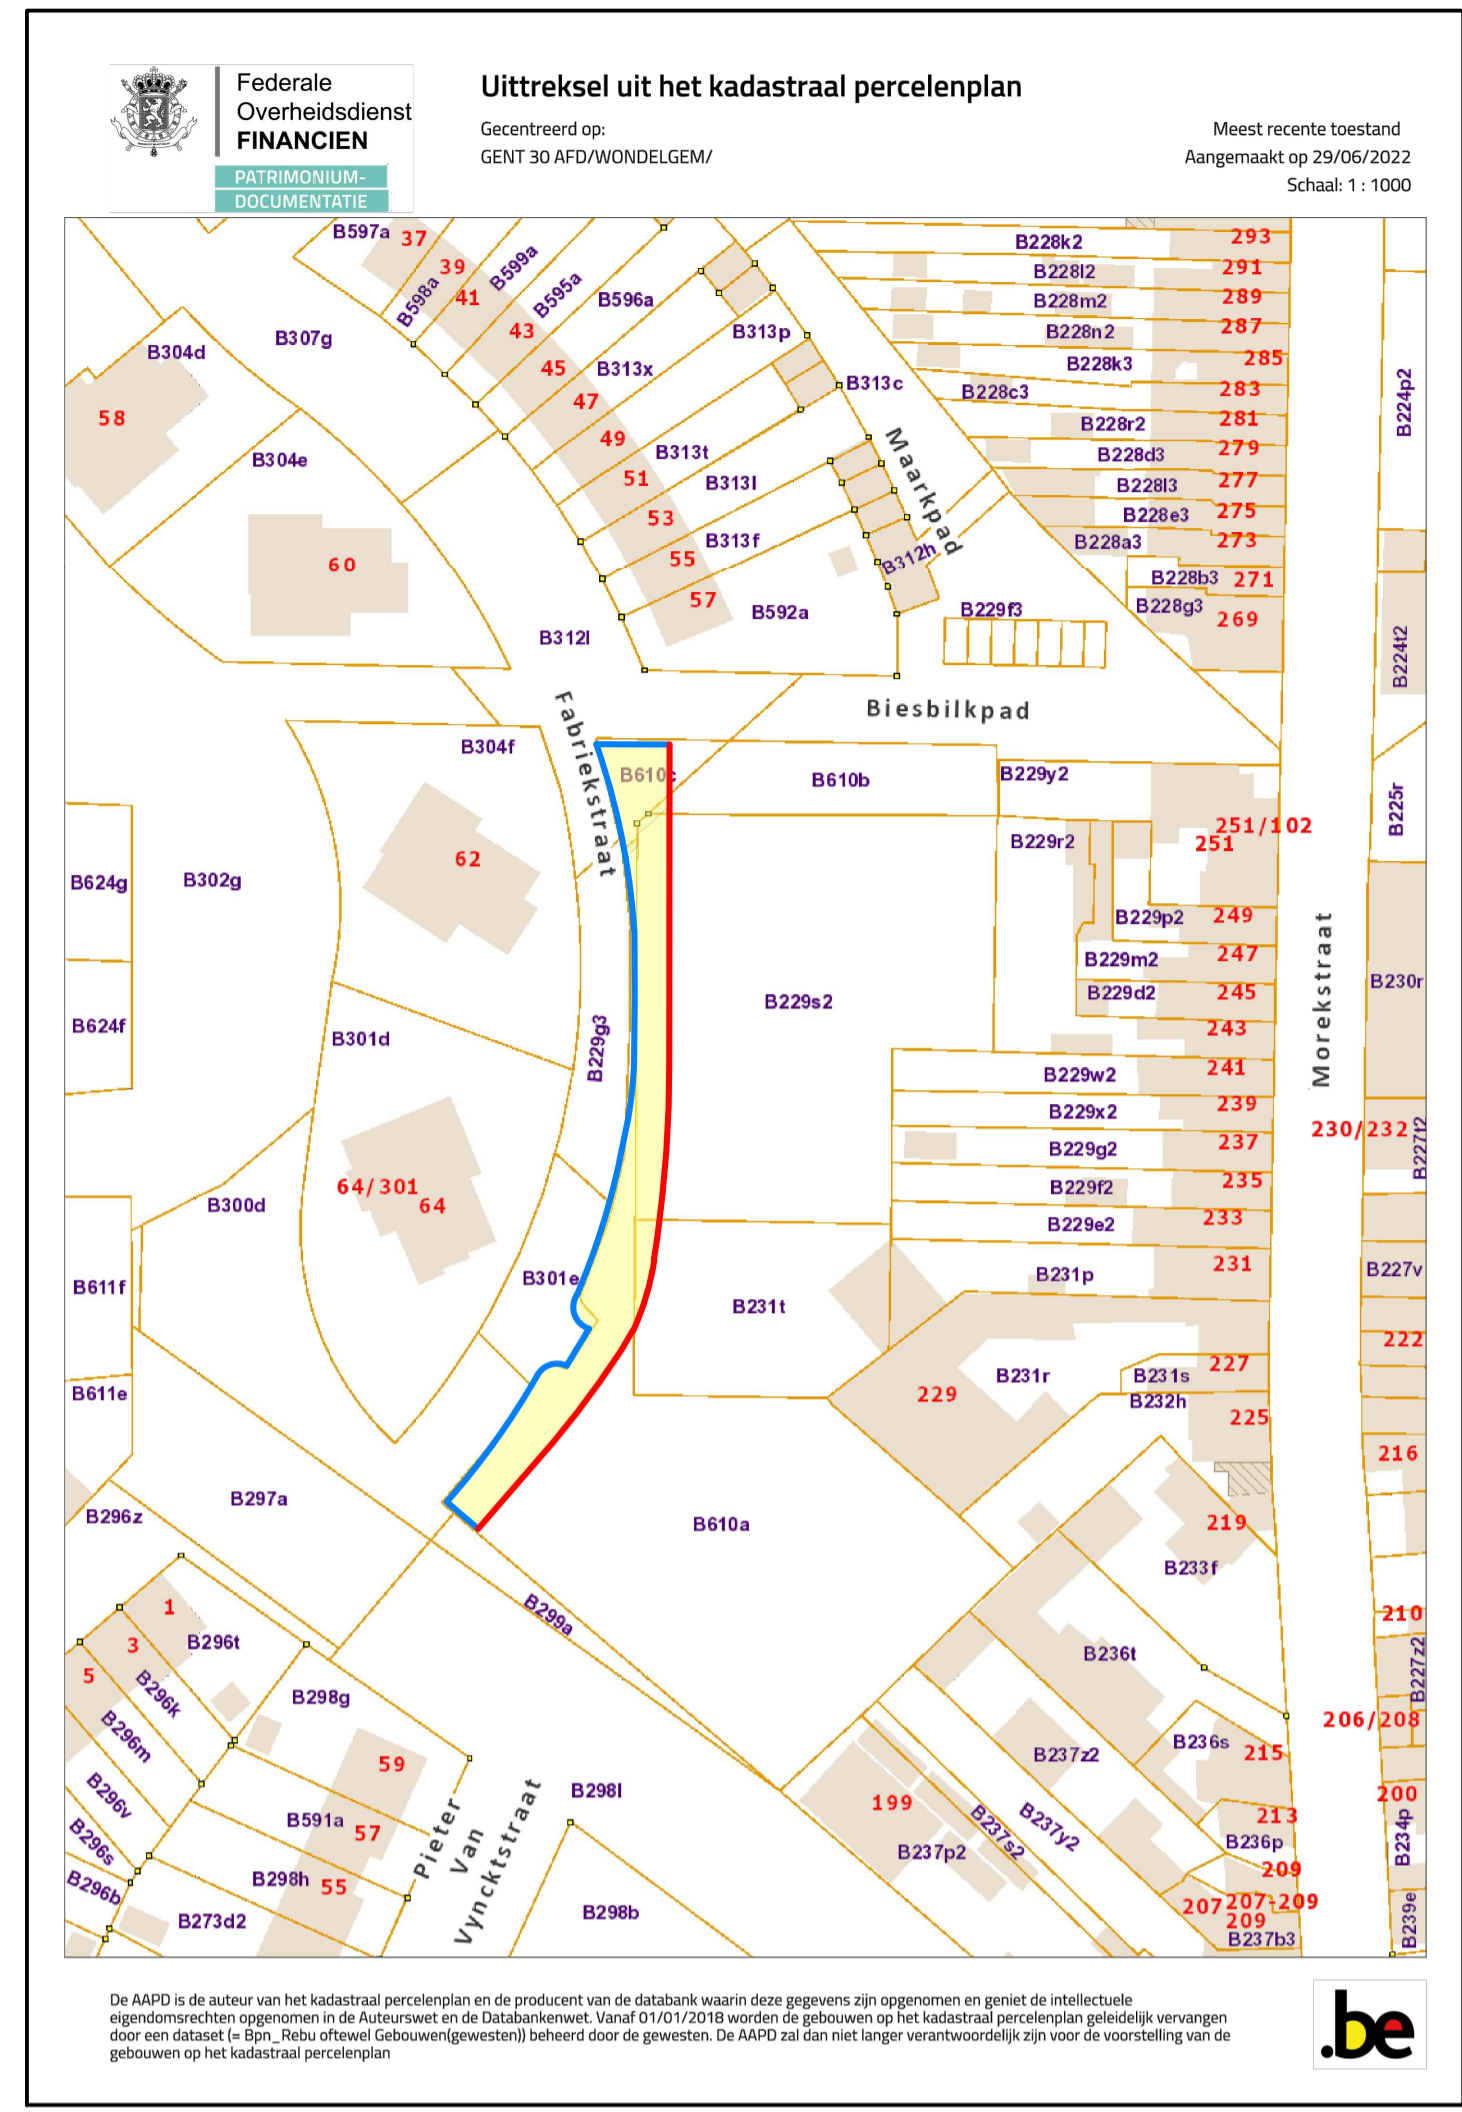 Federale
Overheidsdienst
FINANCIEN
PATRIMONIUM-
DOCUMENTATIE
Uittreksel uit het kadastraal percelenplan
Gecentreerd op:
GENT 30 AFD/WONDELGEM/
Meest recente toestand
Aangemaakt op 29/06/2022
Schaal: 1 : 1000
B597a 37
39
B598a
41
B599a
B595a
B596a
43
45
B313x
47
49
B313p
B313c
B313t
51
B313l
53
B313f
55
57
B592a
B312h
Maarkpad
B229f3
B307g
B304d
58
B304e
60
B312l
B228k2 293
B228l2 291
B228m2 289
B228n2 287
B228k3 285
B228c3 283
B228r2 281
B228d3 279
B228l3 277
B228e3 275
B228a3 273
B228b3 271
B228g3 269
B224p2
B224t2
B225r
Biesbilkpad
Fabriekstraat
B304f
B610c
B610b
B229y2
251/102
251
B229r2
62
B624g
B302g
B229p2 249
B229m2 247
B229d2 245
243
B229s2
Morekstraat
B230r
B624f
B301d
B229g3
B229w2 241
B229x2 239
B229g2 237
B229f2 235
B229e2 233
B231p 231
230/232
B227t2
64/301
64
B300d
B611f
B301e
B231t
B227v
222
B611e
229
B231r
B231s 227
B232h
225
216
B297a
B296z
B610a
219
B233f
B299a
210
1
B296t
3
5
B296k
B296m
B298g
B236t
B227z2
206/208
B236s
215
B237z2
59
B296v
B298l
200
B591a
57
Pieter
Van
Vyncktstraat
199
B237s2
B237y2
213
B236p
B234p
B296s
B237p2
209
B296b
B298h 55
207 207-209
209
B273d2
B298b
B237b3
B239e
De AAPD is de auteur van het kadastraal percelenplan en de producent van de databank waarin deze gegevens zijn opgenomen en geniet de intellectuele
eigendomsrechten opgenomen in de Auteurswet en de Databankenwet. Vanaf 01/01/2018 worden de gebouwen op het kadastraal percelenplan geleidelijk vervangen
door een dataset (= Bpn_Rebu oftewel Gebouwen(gewesten)) beheerd door de gewesten. De AAPD zal dan niet langer verantwoordelijk zijn voor de voorstelling van de
gebouwen op het kadastraal percelenplan
.be